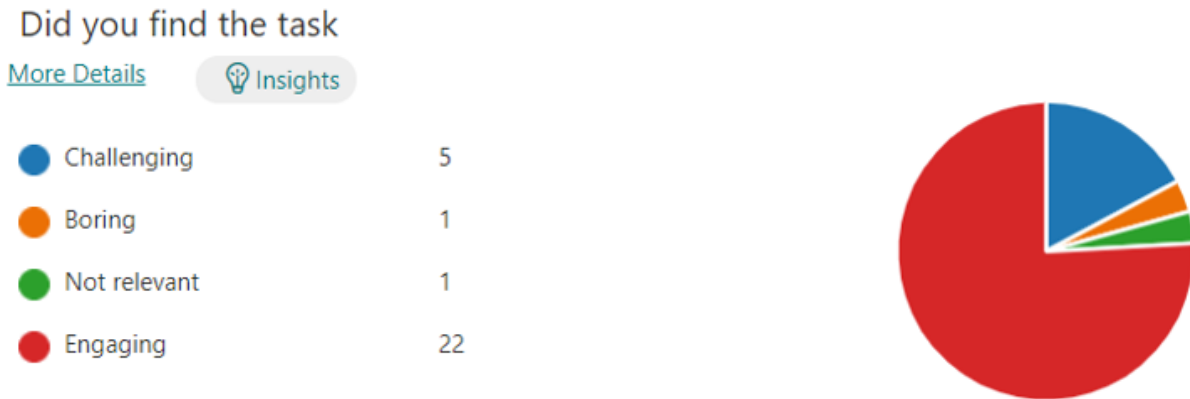 Did you find the task
More Details Insights
Challenging 5
Boring 1
Not relevant 1
Engaging 22